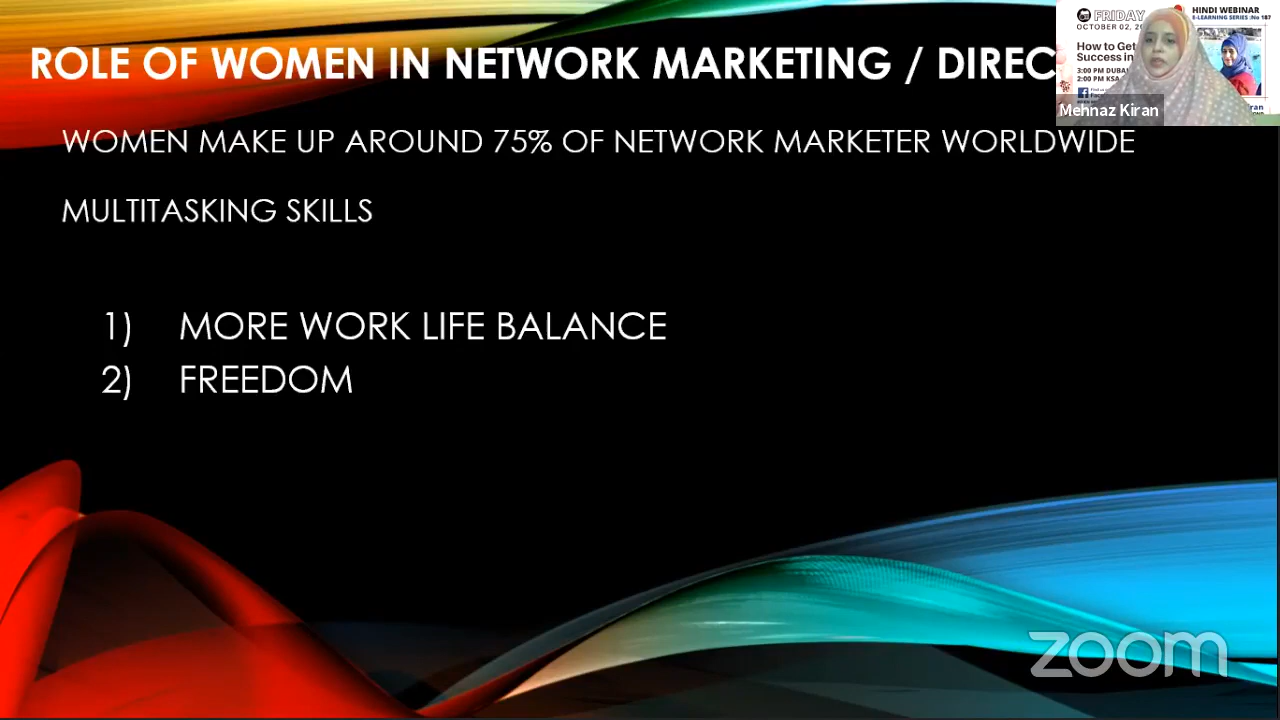 ROLE OF WOMEN IN NETWORK MARKETING / DIREC
WOMEN MAKE UP AROUND 75% OF NETWORK MARKETER WORLDWIDE
MULTITASKING SKILLS
1) MORE WORK LIFE BALANCE
2) FREEDOM
FRIDAY
OCTOBER 02,
HINDI WEBINAR
E-LEARNING SERIES :No 187
How to Get
Success in
3:00 PM DUBAI
2:00 PM KSA
Mehnaz Kiran
zoom